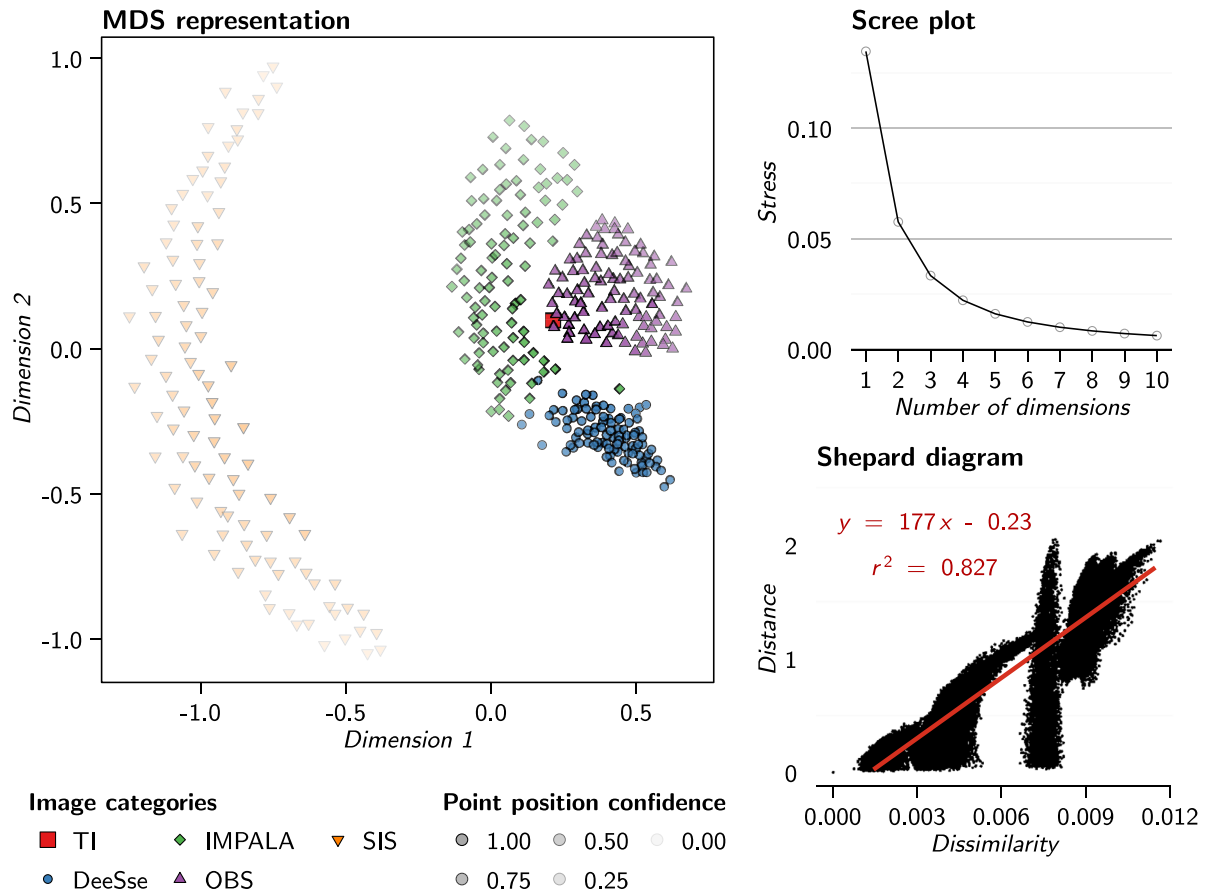 MDS representation
1.0
0.5
0.0
-0.5
-1.0
Dimension 2
-1.0 -0.5 0.0 0.5
Dimension 1
Scree plot
0.10
0.05
0.00
Stress
1 2 3 4 5 6 7 8 9 10
Number of dimensions
Shepard diagram
y = 177x - 0.23
r² = 0.827
2
1
0
Distance
0.000 0.003 0.006 0.009 0.012
Dissimilarity
Image categories
TI IMPALA SIS
DeeSse OBS
Point position confidence
1.00 0.50 0.00
0.75 0.25